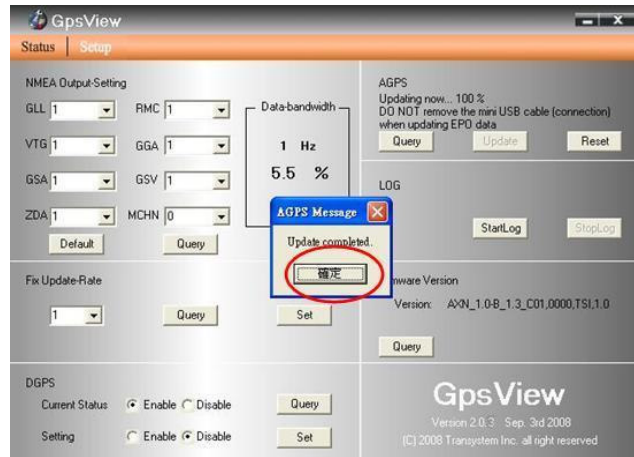 GpsView
Status Setup
NMEA Output-Setting
GLL 1 RMC 1
VTG 1 GGA 1
GSA 1 GSV 1
ZDA 1 MCHN 0
Default Query
Data-bandwidth
1 Hz
5.5 %
AGPS
Updating now... 100 %
DO NOT remove the mini USB cable (connection)
when updating EPO data
Query Update Reset
LOG
StartLog StopLog
AGPS Message
Update completed.
確定
Fix Update-Rate
1 Query Set
mware Version
Version: AXN_1.0-B_1.3_C01,0000,TSI,1.0
Query
DGPS
Current Status Enable Disable Query
Setting Enable Disable Set
GpsView
Version 2.0.3 Sep. 3rd 2008
(C) 2008 Transystem Inc. all right reserved